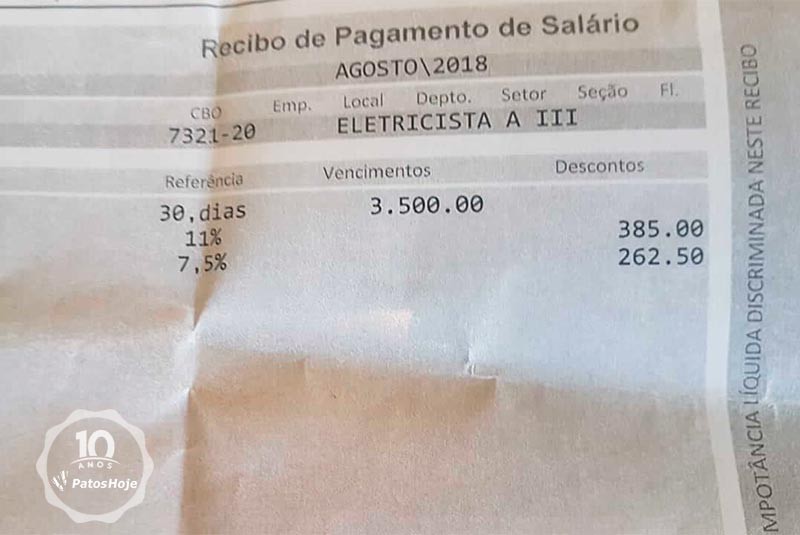 Recibo de Pagamento de Salário
AGOSTO\2018
CBO Emp. Local Depto. Setor Seção Fl.
7321-20 ELETRICISTA A III
Referência Vencimentos Descontos
30,dias 3.500.00
11% 385.00
7,5% 262.50
MPOTÂNCIA LÍQUIDA DISCRIMINADA NESTE RECIBO
10
ANOS
PatosHoje